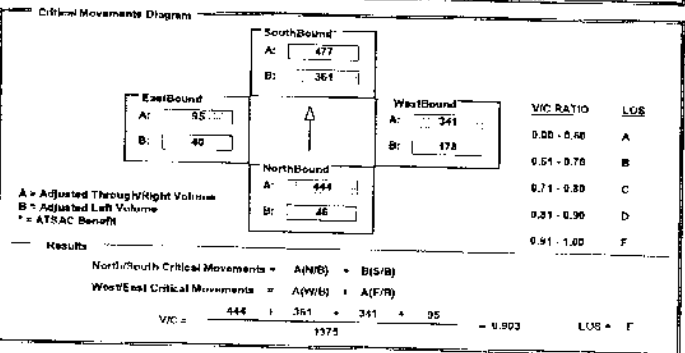 Critical Movements Diagram
SouthBound
A: 477
B: 361
EastBound
A: 95
B: 40
WestBound
A: 341
B: 178
NorthBound
A: 444
B: 46
V/C RATIO LOS
0.00 - 0.60 A
0.61 - 0.70 B
0.71 - 0.80 C
0.81 - 0.90 D
0.91 - 1.00 E
A = Adjusted Through/Right Volume
B = Adjusted Left Volume
* = ATSAC Benefit
Results
North/South Critical Movements = A(N/B) + B(S/B)
West/East Critical Movements = A(W/B) + A(E/B)
V/C = 444 + 361 + 341 + 95
1375
= 0.903 LOS = E